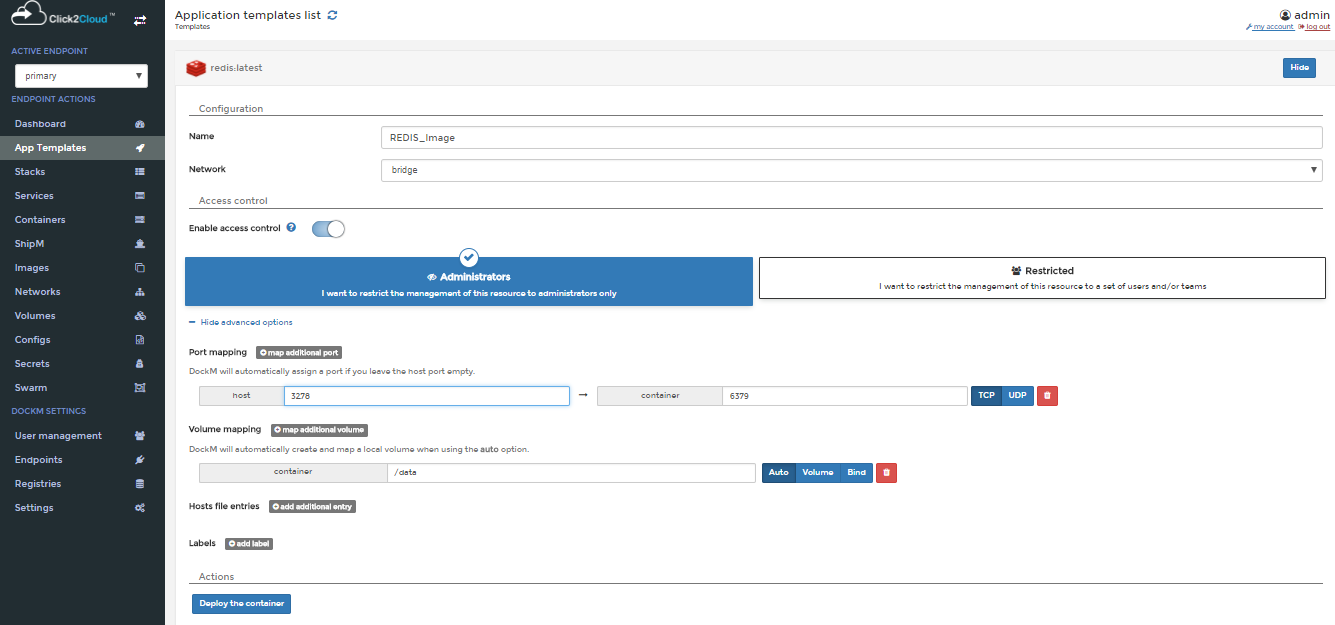 Click2Cloud™
ACTIVE ENDPOINT
primary
ENDPOINT ACTIONS
Dashboard
App Templates
Stacks
Services
Containers
ShipM
Images
Networks
Volumes
Configs
Secrets
Swarm
DOCKM SETTINGS
User management
Endpoints
Registries
Settings
Application templates list
Templates
admin
my account log out
redis:latest
Hide
Configuration
Name REDIS_Image
Network bridge
Access control
Enable access control
Administrators
I want to restrict the management of this resource to administrators only
Restricted
I want to restrict the management of this resource to a set of users and/or teams
Hide advanced options
Port mapping map additional port
DockM will automatically assign a port if you leave the host port empty.
host 3278 → container 6379 TCP UDP
Volume mapping map additional volume
DockM will automatically create and map a local volume when using the auto option.
container /data Auto Volume Bind
Hosts file entries add additional entry
Labels add label
Actions
Deploy the container